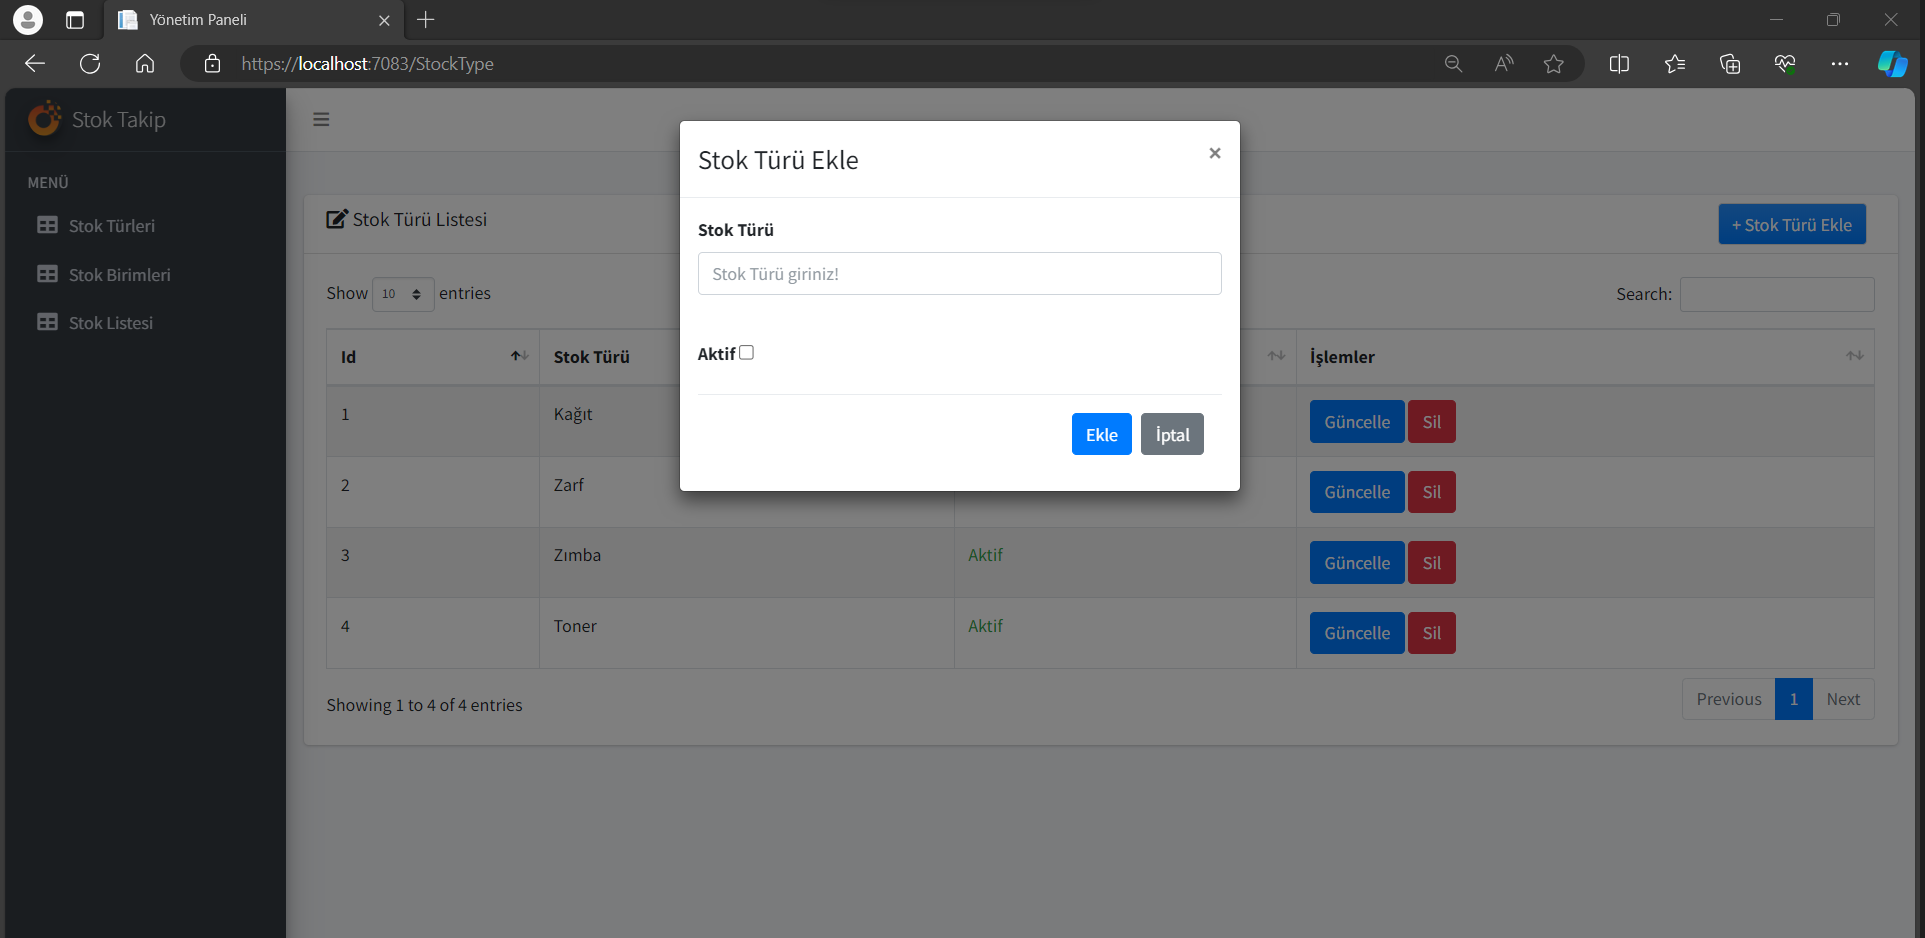 Yönetim Paneli
https://localhost:7083/StockType
Stok Takip
MENÜ
Stok Türleri
Stok Birimleri
Stok Listesi
Stok Türü Listesi
+ Stok Türü Ekle
Show 10 entries
Search:
Id
Stok Türü
İşlemler
1
Kağıt
Güncelle
Sil
2
Zarf
Güncelle
Sil
3
Zımba
Aktif
Güncelle
Sil
4
Toner
Aktif
Güncelle
Sil
Showing 1 to 4 of 4 entries
Previous
1
Next
Stok Türü Ekle
×
Stok Türü
Stok Türü giriniz!
Aktif
Ekle
İptal